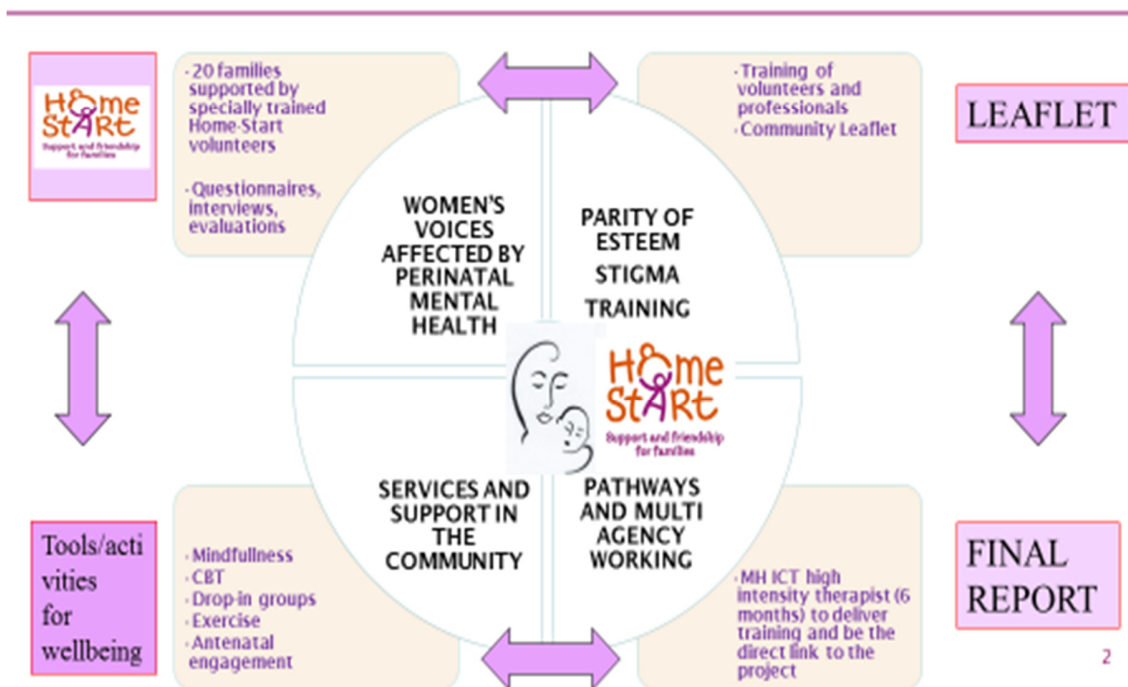 Home
Start
Support and friendship
for families
· 20 families
supported by
specially trained
Home-Start
volunteers
· Questionnaires,
interviews,
evaluations
· Training of
volunteers and
professionals
· Community Leaflet
LEAFLET
WOMEN'S
VOICES
AFFECTED BY
PERINATAL
MENTAL
HEALTH
PARITY OF
ESTEEM
STIGMA
TRAINING
Home
Start
Support and friendship
for families
SERVICES AND
SUPPORT IN
THE
COMMUNITY
PATHWAYS
AND MULTI
AGENCY
WORKING
Tools/acti
vities
for
wellbeing
· Mindfullness
· CBT
· Drop-in groups
· Exercise
· Antenatal
engagement
· MH ICT high
intensity therapist (6
months) to deliver
training and be the
direct link to the
project
FINAL
REPORT
2